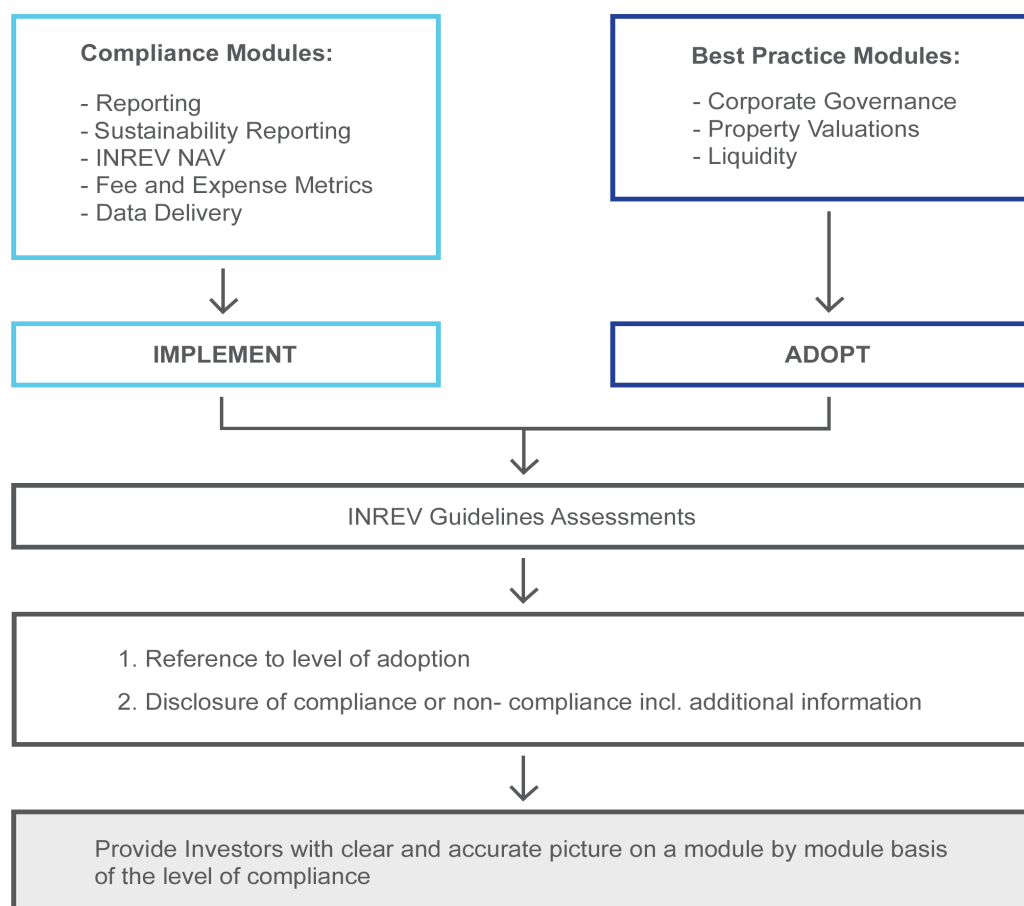 Compliance Modules:
- Reporting
- Sustainability Reporting
- INREV NAV
- Fee and Expense Metrics
- Data Delivery
Best Practice Modules:
- Corporate Governance
- Property Valuations
- Liquidity
IMPLEMENT
ADOPT
INREV Guidelines Assessments
1. Reference to level of adoption
2. Disclosure of compliance or non- compliance incl. additional information
Provide Investors with clear and accurate picture on a module by module basis
of the level of compliance